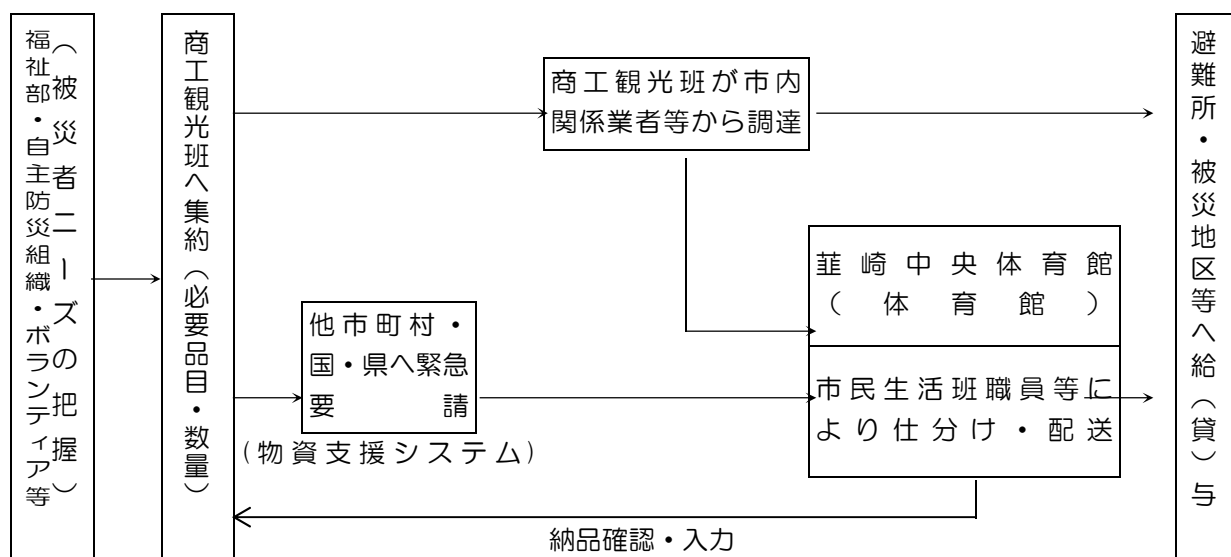 福祉部・自主防災組織・ボランティア等
（被災者ニーズの把握）
商工観光班へ集約（必要品目・数量）
商工観光班が市内
関係業者等から調達
韮崎中央体育館
（体育館）
他市町村・
国・県へ緊急
要請
(物資支援システム)
市民生活班職員等に
より仕分け・配送
納品確認・入力
避難所・被災地区等へ給（貸）与